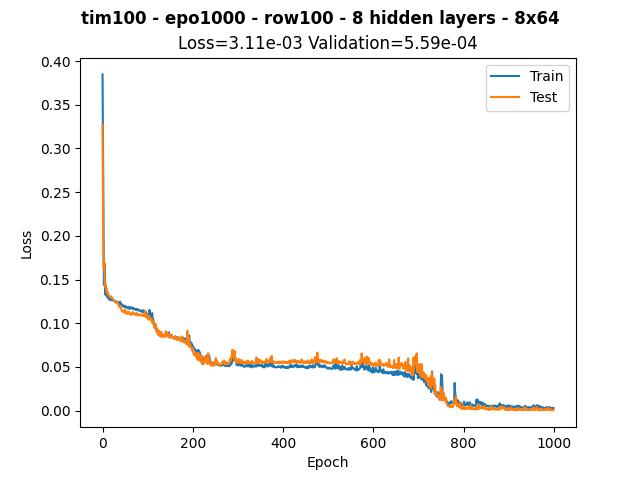 tim100 - epo1000 - row100 - 8 hidden layers - 8x64
Loss=3.11e-03 Validation=5.59e-04
0.40
0.35
0.30
0.25
0.20
0.15
0.10
0.05
0.00
Loss
Train
Test
0 200 400 600 800 1000
Epoch